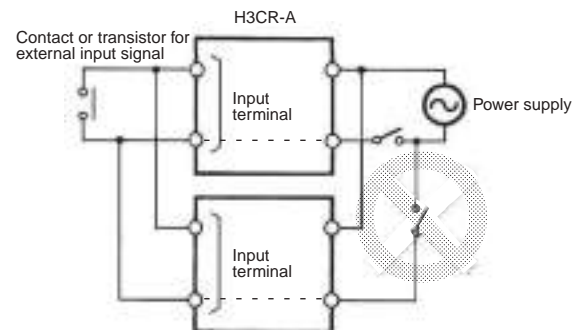 H3CR-A
Contact or transistor for
external input signal
Input
terminal
Power supply
Input
terminal